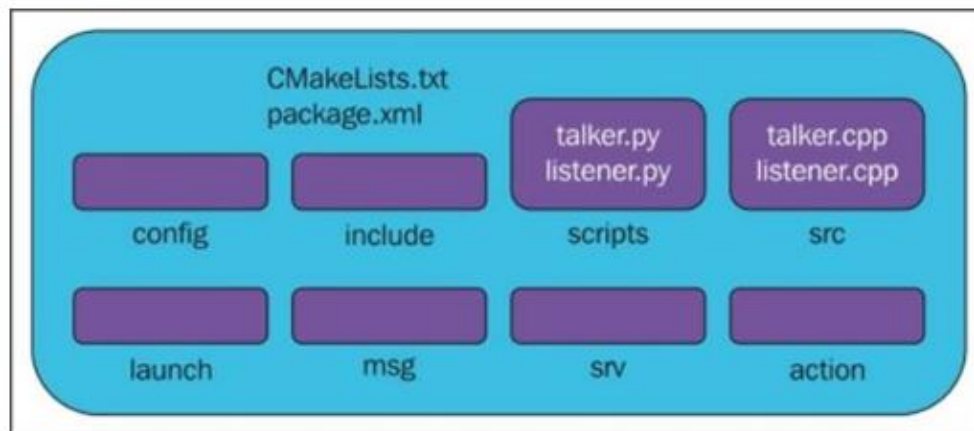 CMakeLists.txt
package.xml
talker.py
listener.py
talker.cpp
listener.cpp
config
include
scripts
src
launch
msg
srv
action